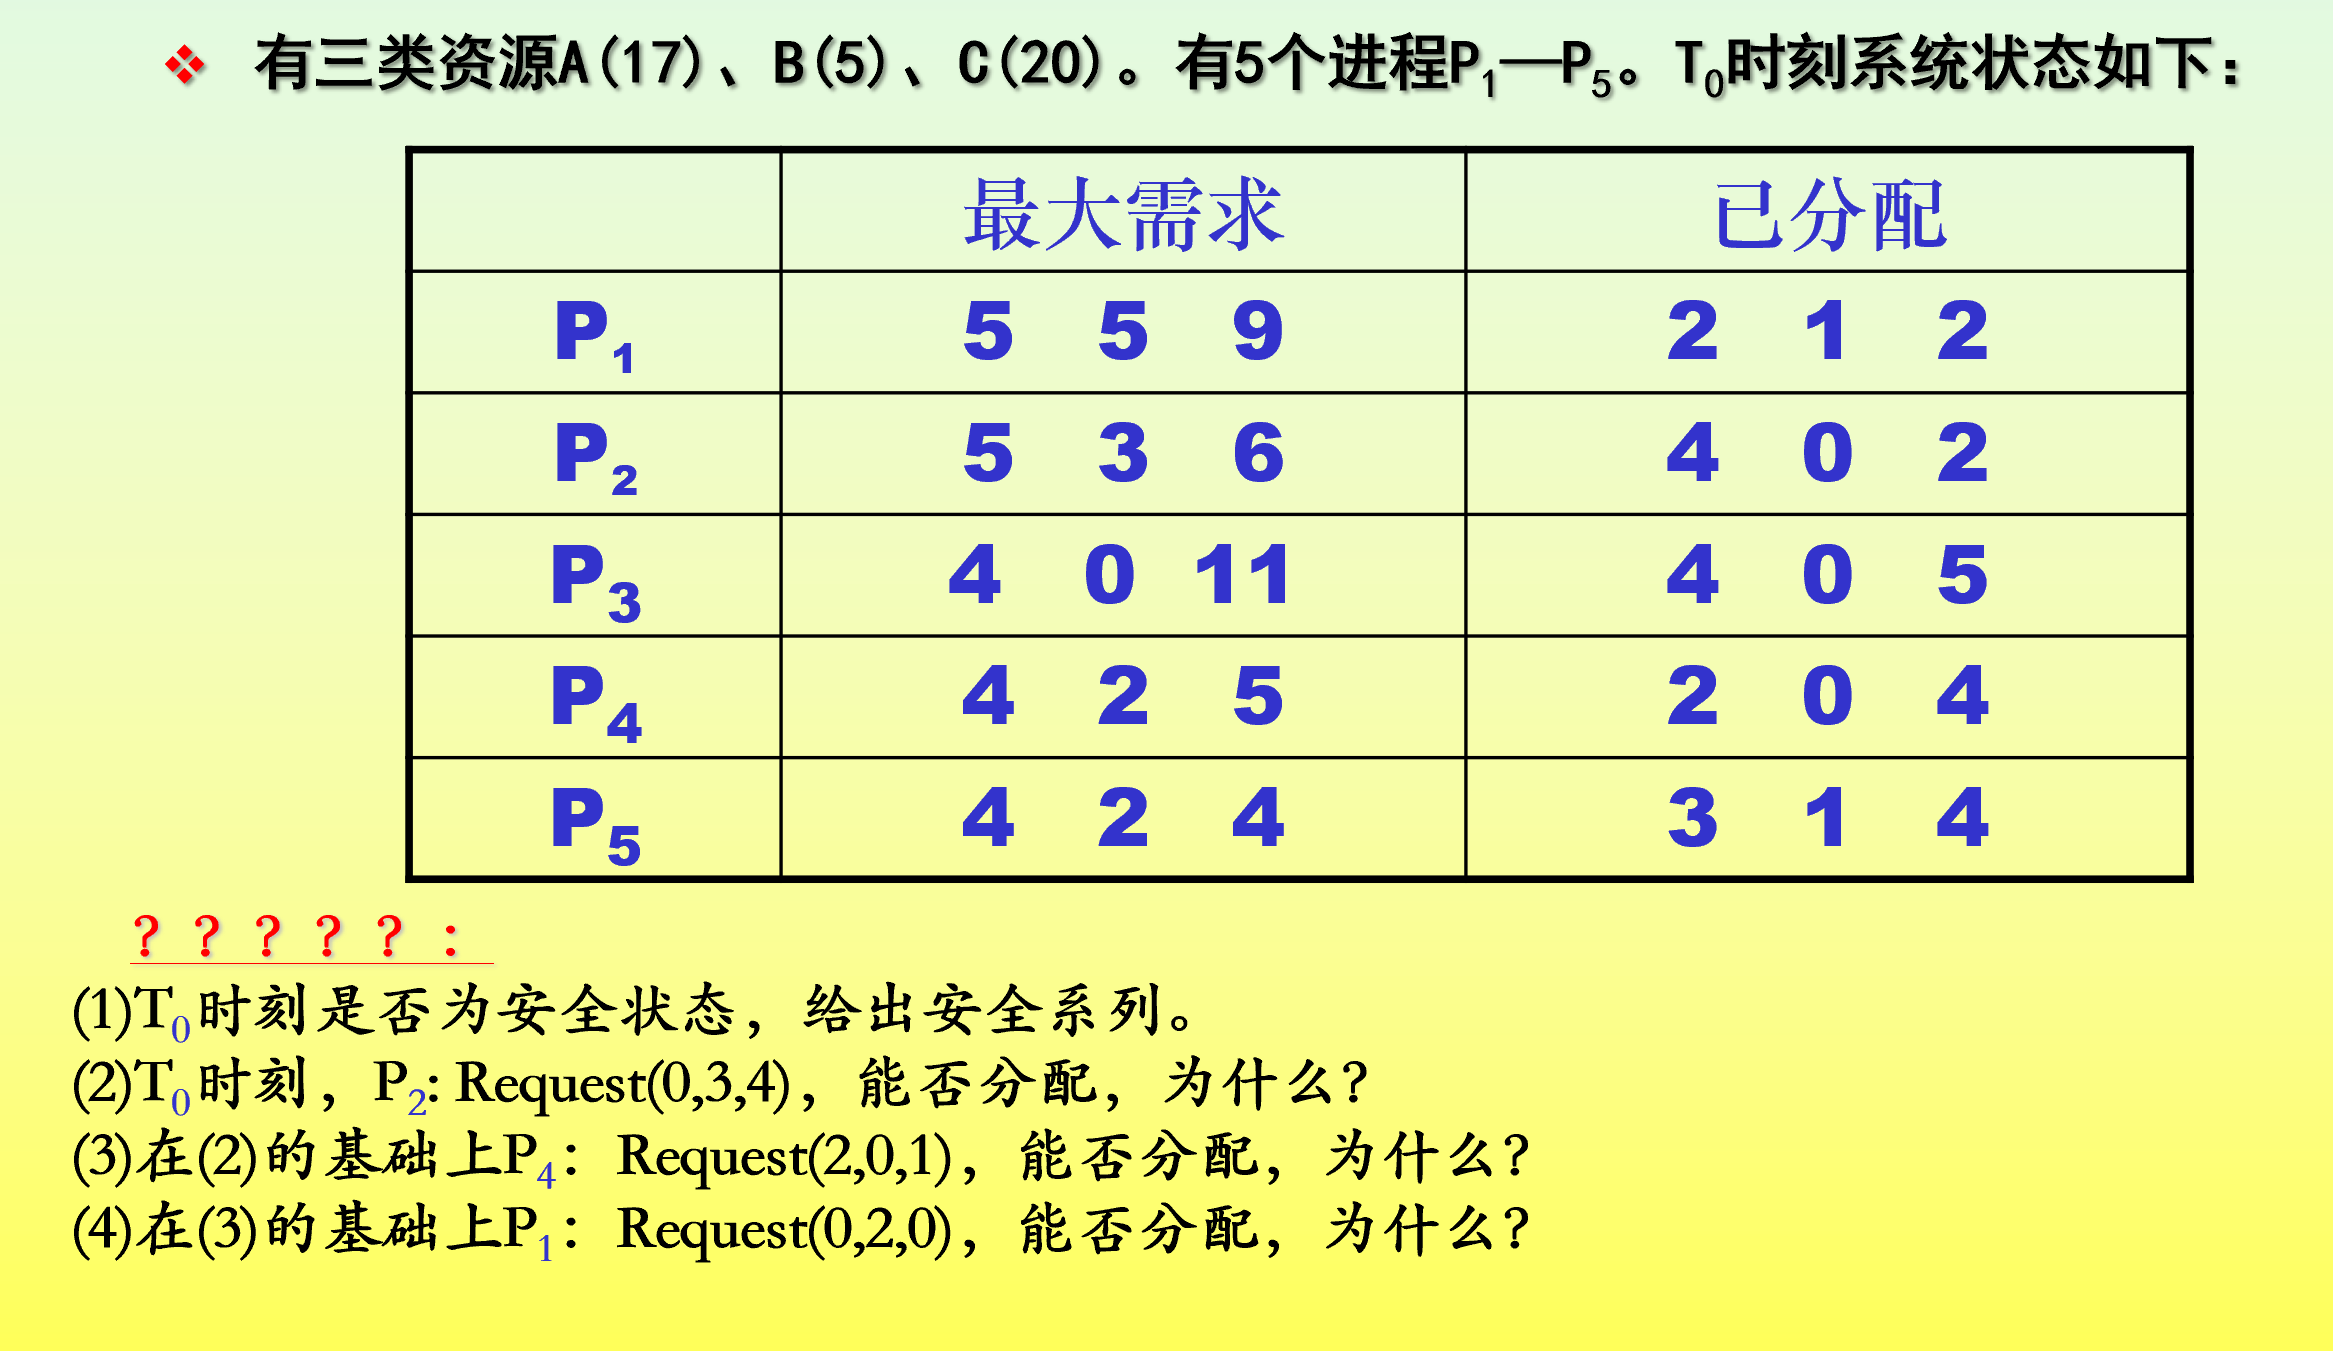 ❖ 有三类资源A(17)、B(5)、C(20)。有5个进程P1—P5。T0时刻系统状态如下：
最大需求 已分配
P1 5 5 9 2 1 2
P2 5 3 6 4 0 2
P3 4 0 11 4 0 5
P4 4 2 5 2 0 4
P5 4 2 4 3 1 4
？？？？？：
(1)T0时刻是否为安全状态，给出安全系列。
(2)T0时刻，P2: Request(0,3,4)，能否分配，为什么？
(3)在(2)的基础上P4：Request(2,0,1)，能否分配，为什么？
(4)在(3)的基础上P1：Request(0,2,0)，能否分配，为什么？